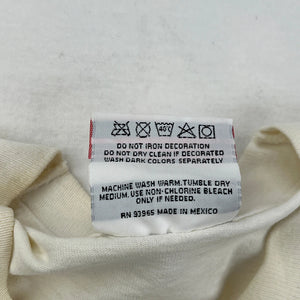 40°C
DO NOT IRON DECORATION
DO NOT DRY CLEAN IF DECORATED
WASH DARK COLORS SEPARATELY
MACHINE WASH WARM. TUMBLE DRY
MEDIUM. USE NON-CHLORINE BLEACH
ONLY IF NEEDED.
RN 93965 MADE IN MEXICO